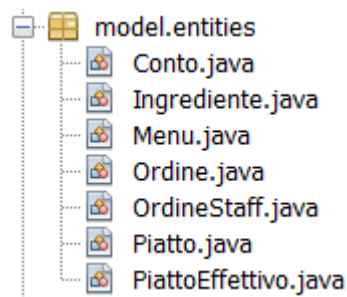 model.entities
Conto.java
Ingrediente.java
Menu.java
Ordine.java
OrdineStaff.java
Piatto.java
PiattoEffettivo.java